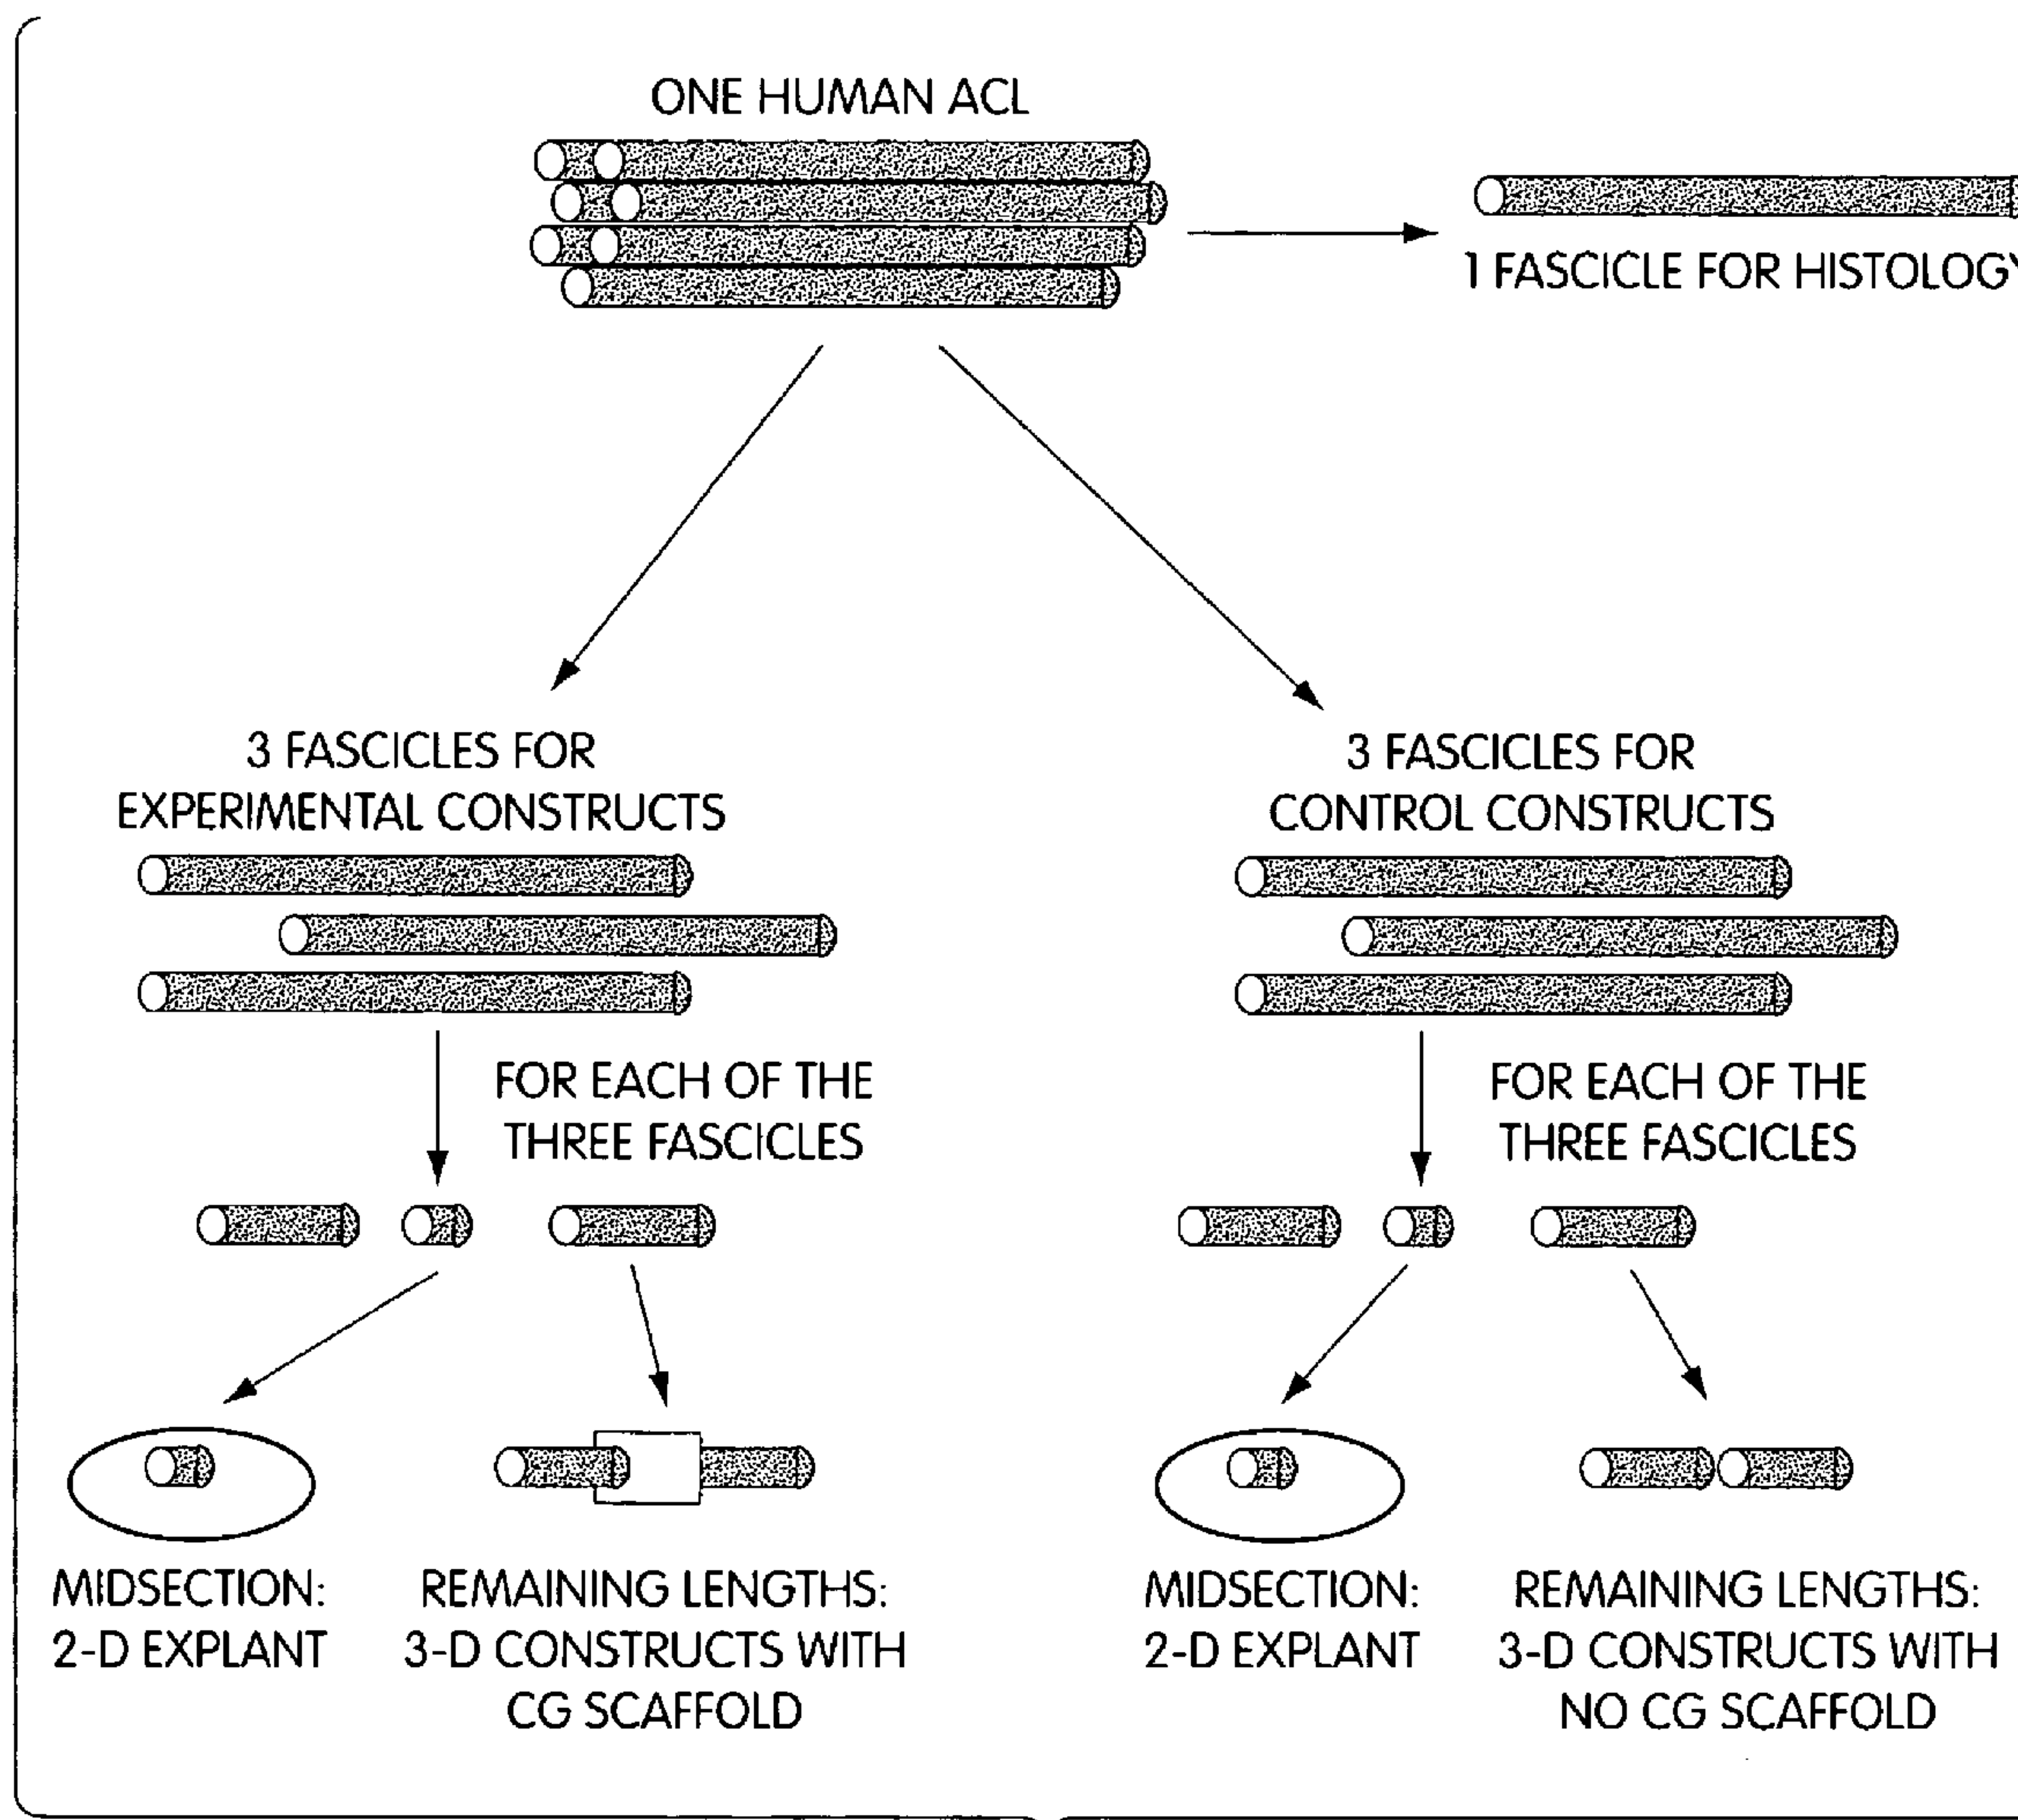 ONE HUMAN ACL
1 FASCICLE FOR HISTOLOGY
3 FASCICLES FOR
EXPERIMENTAL CONSTRUCTS
3 FASCICLES FOR
CONTROL CONSTRUCTS
FOR EACH OF THE
THREE FASCICLES
FOR EACH OF THE
THREE FASCICLES
MIDSECTION:
2-D EXPLANT
REMAINING LENGTHS:
3-D CONSTRUCTS WITH
CG SCAFFOLD
MIDSECTION:
2-D EXPLANT
REMAINING LENGTHS:
3-D CONSTRUCTS WITH
NO CG SCAFFOLD